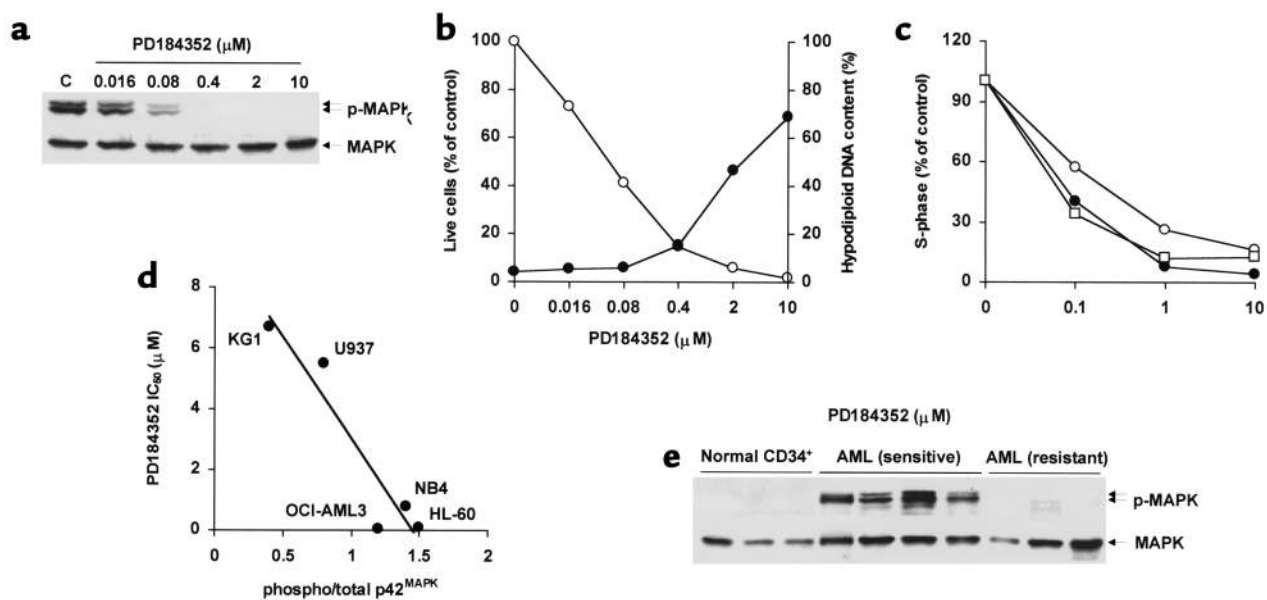 a
PD184352 (μM)
C 0.016 0.08 0.4 2 10
p-MAPK
MAPK
b
Live cells (% of control)
100
80
60
40
20
0
Hypodiploid DNA content (%)
100
80
60
40
20
0
0 0.016 0.08 0.4 2 10
PD184352 (μM)
c
S-phase (% of control)
120
90
60
30
0
0 0.1 1 10
d
PD184352 IC₅₀ (μM)
8
6
4
2
0
KG1
U937
NB4
OCI-AML3
HL-60
0 0.5 1 1.5 2
phospho/total p42ᴹᴬᴾᴷ
PD184352 (μM)
e
Normal CD34⁺ AML (sensitive) AML (resistant)
p-MAPK
MAPK